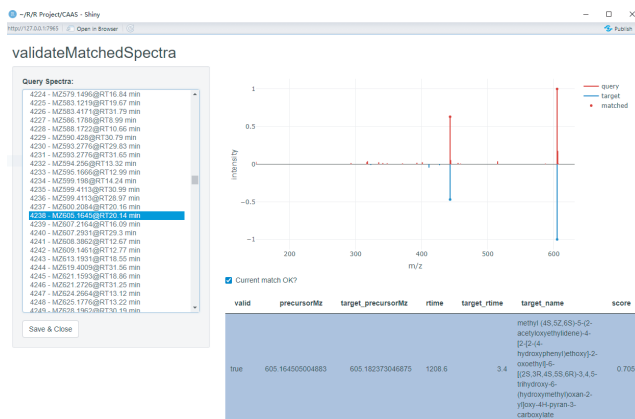 ~/R/R Project/CAAS - Shiny
http://127.0.0.1:7965
Open in Browser
Publish
validateMatchedSpectra
Query Spectra:
4224 - MZ579.1496@RT16.84 min
4225 - MZ583.1219@RT19.67 min
4226 - MZ583.4171@RT31.79 min
4227 - MZ586.1788@RT8.99 min
4228 - MZ588.1722@RT10.66 min
4229 - MZ590.428@RT30.79 min
4230 - MZ593.2776@RT29.83 min
4231 - MZ593.2776@RT31.65 min
4232 - MZ594.256@RT13.32 min
4233 - MZ595.1666@RT12.99 min
4234 - MZ599.198@RT14.24 min
4235 - MZ599.4113@RT30.99 min
4236 - MZ599.4113@RT28.97 min
4237 - MZ600.2084@RT20.16 min
4238 - MZ605.1645@RT20.14 min
4239 - MZ607.2164@RT16.09 min
4240 - MZ607.2931@RT29.3 min
4241 - MZ608.3862@RT12.67 min
4242 - MZ609.1461@RT12.77 min
4243 - MZ613.1931@RT18.55 min
4244 - MZ619.4009@RT31.56 min
4245 - MZ621.1593@RT18.86 min
4246 - MZ621.2726@RT31.25 min
4247 - MZ624.2664@RT13.12 min
4248 - MZ625.1776@RT13.22 min
4249 - MZ628.1962@RT30.19 min
Save & Close
1
0.5
0
−0.5
−1
intensity
200
300
400
500
600
m/z
query
target
matched
Current match OK?
valid precursorMz target_precursorMz rtime target_rtime target_name score
true 605.164505004883 605.182373046875 1208.6 3.4 methyl (4S,5Z,6S)-5-(2-
acetyloxyethylidene)-4-
[2-[2-(4-
hydroxyphenyl)ethoxy]-2-
oxoethyl]-6-
[(2S,3R,4S,5S,6R)-3,4,5-
trihydroxy-6-
(hydroxymethyl)oxan-2-
yl]oxy-4H-pyran-3-
carboxylate
0.705